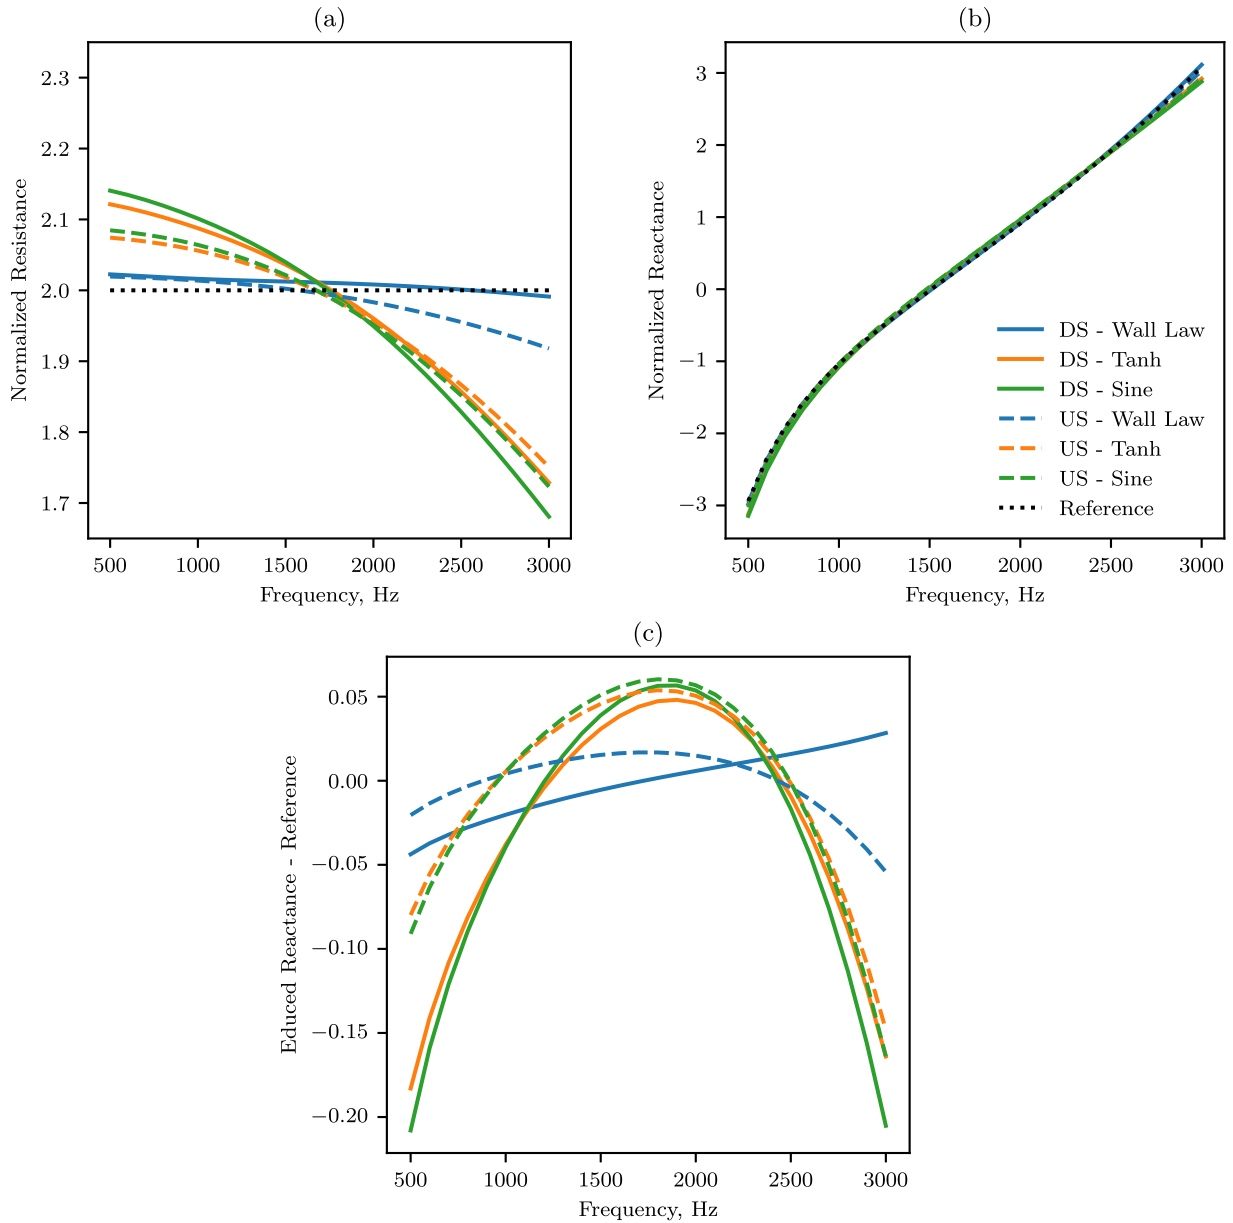 (a)
Normalized Resistance
2.3
2.2
2.1
2.0
1.9
1.8
1.7
500 1000 1500 2000 2500 3000
Frequency, Hz
(b)
Normalized Reactance
3
2
1
0
−1
−2
−3
DS - Wall Law
DS - Tanh
DS - Sine
US - Wall Law
US - Tanh
US - Sine
Reference
500 1000 1500 2000 2500 3000
Frequency, Hz
(c)
Educed Reactance - Reference
0.05
0.00
−0.05
−0.10
−0.15
−0.20
500 1000 1500 2000 2500 3000
Frequency, Hz